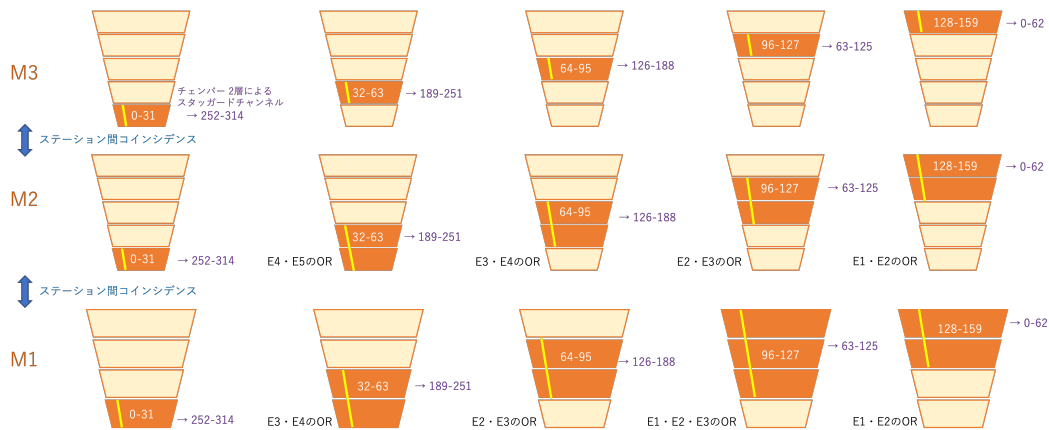 128-159
→ 0-62
96-127
→ 63-125
M3
64-95
→ 126-188
チェンバー 2層による
スタッガードチャンネル
32-63
→ 189-251
0-31
→ 252-314
ステーション間コインシデンス
128-159
→ 0-62
96-127
→ 63-125
M2
64-95
→ 126-188
32-63
→ 189-251
0-31
→ 252-314
E4・E5のOR
E3・E4のOR
E2・E3のOR
E1・E2のOR
ステーション間コインシデンス
128-159
→ 0-62
M1
64-95
→ 126-188
96-127
→ 63-125
32-63
→ 189-251
0-31
→ 252-314
E3・E4のOR
E2・E3のOR
E1・E2・E3のOR
E1・E2のOR